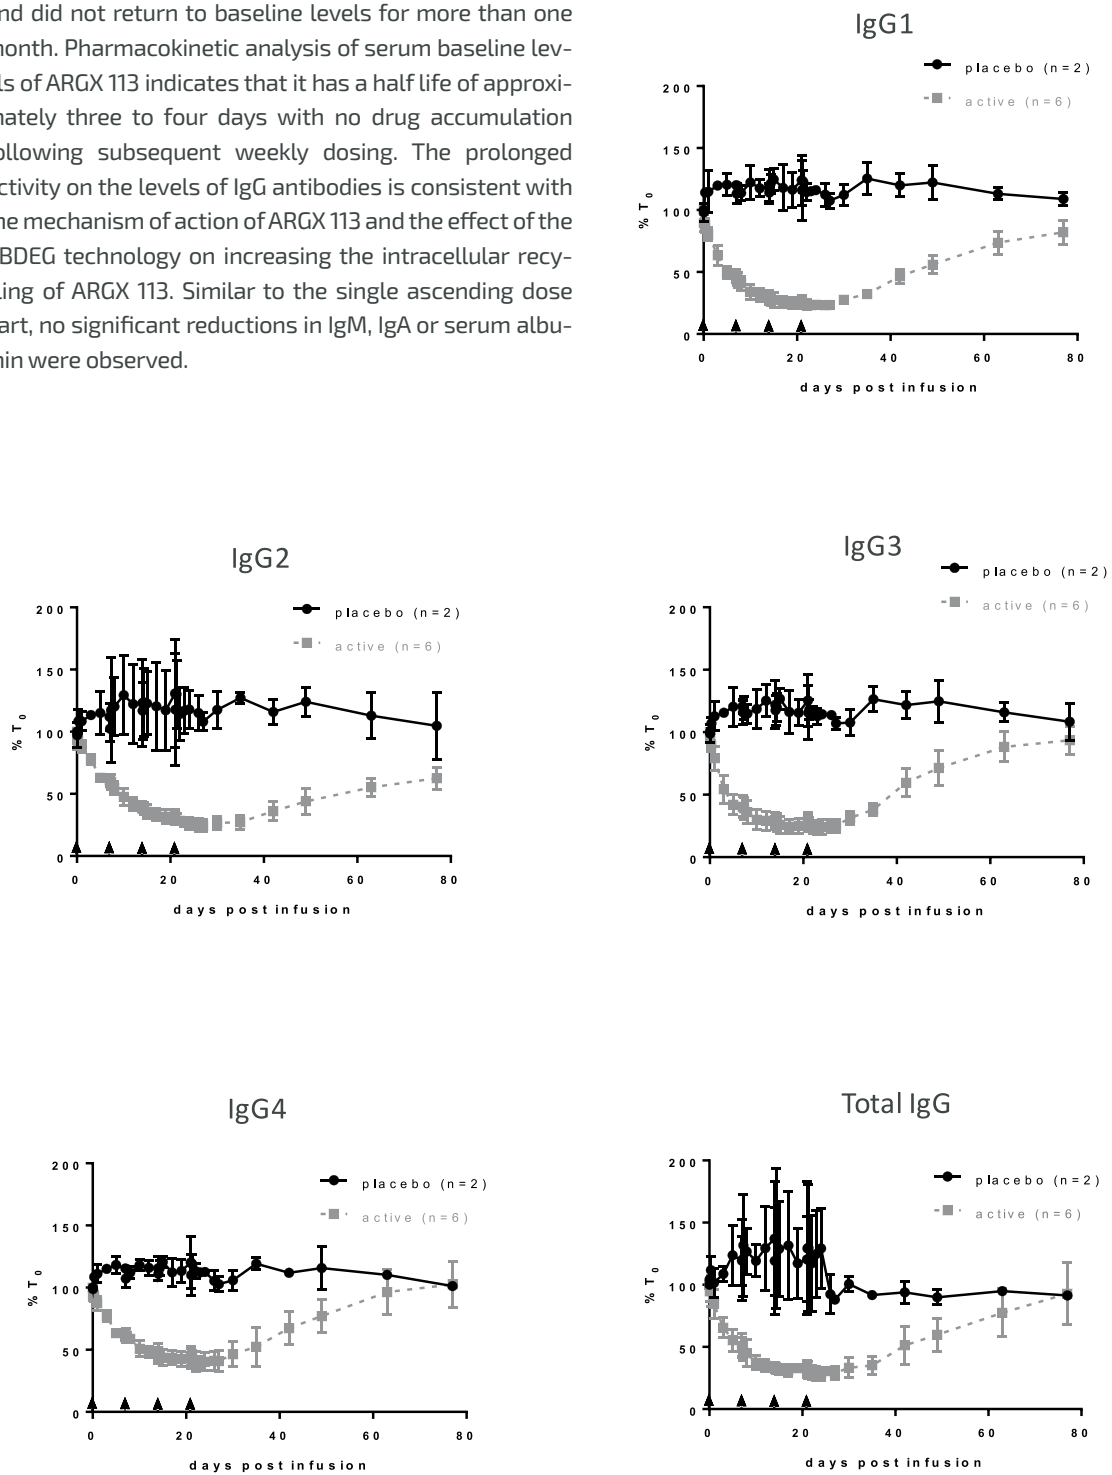 nd did not return to baseline levels for more than one
month. Pharmacokinetic analysis of serum baseline lev-
ls of ARGX 113 indicates that it has a half life of approxi-
mately three to four days with no drug accumulation
ollowing subsequent weekly dosing. The prolonged
ctivity on the levels of IgG antibodies is consistent with
he mechanism of action of ARGX 113 and the effect of the
BDEG technology on increasing the intracellular recy-
ling of ARGX 113. Similar to the single ascending dose
art, no significant reductions in IgM, IgA or serum albu-
min were observed.
IgG1
placebo (n=2)
active (n=6)
200
150
100
50
0
% T0
0 20 40 60 80
days post infusion
IgG2
placebo (n=2)
active (n=6)
200
150
100
50
0
% T0
0 20 40 60 80
days post infusion
IgG3
placebo (n=2)
active (n=6)
200
150
100
50
0
% T0
0 20 40 60 80
days post infusion
IgG4
placebo (n=2)
active (n=6)
200
150
100
50
0
% T0
0 20 40 60 80
days post infusion
Total IgG
placebo (n=2)
active (n=6)
200
150
100
50
0
% T0
0 20 40 60 80
days post infusion